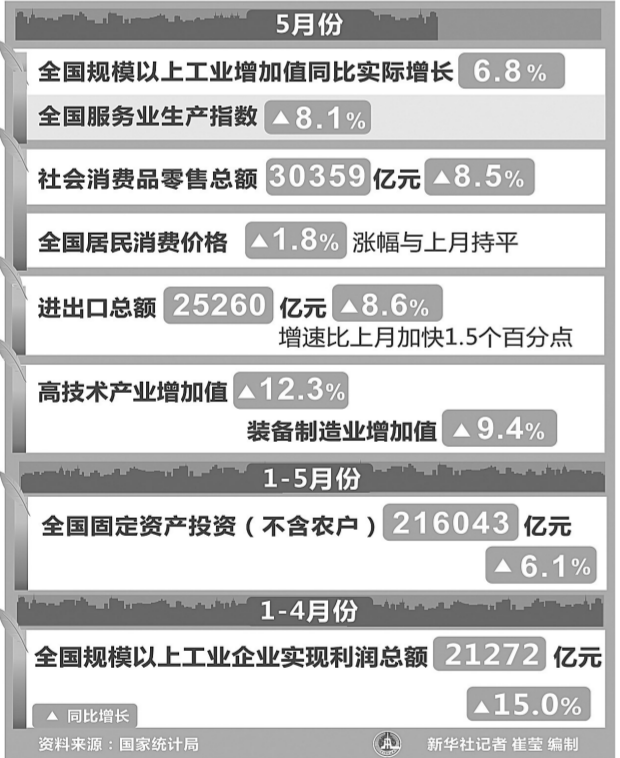 5月份
全国规模以上工业增加值同比实际增长 6.8%
全国服务业生产指数 ▲8.1%
社会消费品零售总额 30359 亿元 ▲8.5%
全国居民消费价格 ▲1.8% 涨幅与上月持平
进出口总额 25260 亿元 ▲8.6%
增速比上月加快1.5个百分点
高技术产业增加值 ▲12.3%
装备制造业增加值 ▲9.4%
1-5月份
全国固定资产投资(不含农户) 216043 亿元
▲6.1%
1-4月份
全国规模以上工业企业实现利润总额 21272 亿元
▲15.0%
▲ 同比增长
资料来源：国家统计局 新华社记者 崔莹 编制